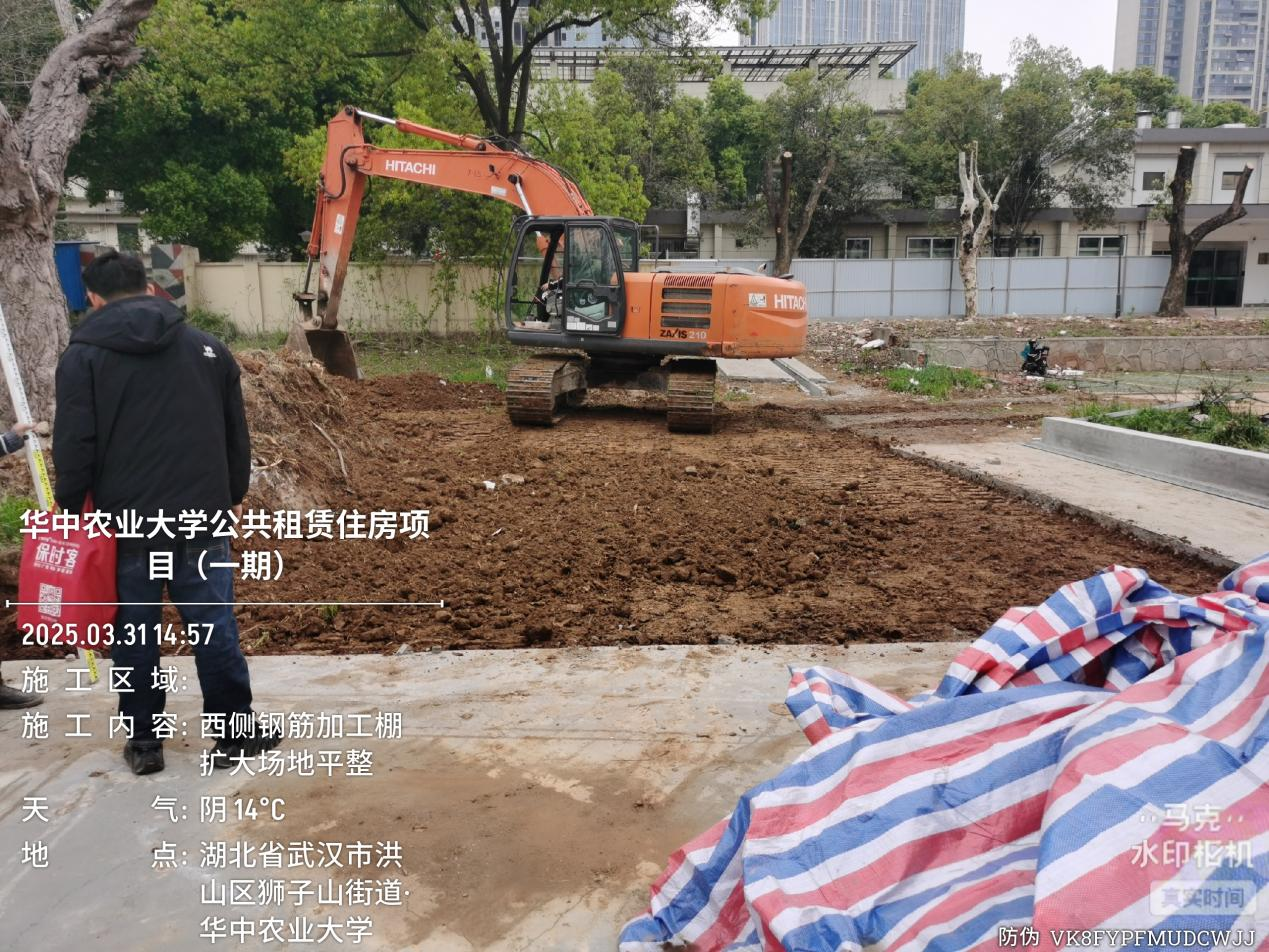 HITACHI
HITACHI
ZAXIS 210
保时客
华中农业大学公共租赁住房项
目（一期）
2025.03.31 14:57
施工区域:
施工内容: 西侧钢筋加工棚
扩大场地平整
天气: 阴 14°C
地点: 湖北省武汉市洪
山区狮子山街道·
华中农业大学
马克
水印相机
真实时间
防伪 VK8FYPFMUDCWJJ